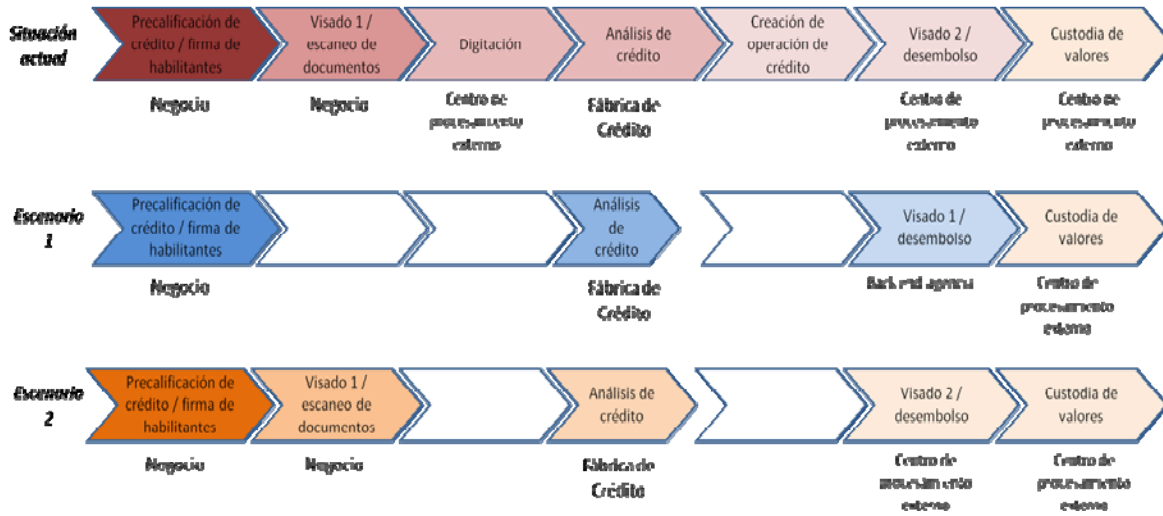 Situación
actual
Precalificación de
crédito / firma de
habilitantes
Visado 1 /
escaneo de
documentos
Digitación
Análisis de
crédito
Creación de
operación de
crédito
Visado 2 /
desembolso
Custodia de
valores
Negocio
Negocio
Centro de
procesamiento
externo
Fábrica de
Crédito
Centro de
procesamiento
externo
Centro de
procesamiento
externo
Escenario
1
Precalificación de
crédito / firma de
habilitantes
Análisis
de
crédito
Visado 1 /
desembolso
Custodia de
valores
Negocio
Fábrica de
Crédito
Back end agencia
Centro de
procesamiento
externo
Escenario
2
Precalificación de
crédito / firma de
habilitantes
Visado 1 /
escaneo de
documentos
Análisis de
crédito
Visado 2 /
desembolso
Custodia de
valores
Negocio
Negocio
Fábrica de
Crédito
Centro de
procesamiento
externo
Centro de
procesamiento
externo